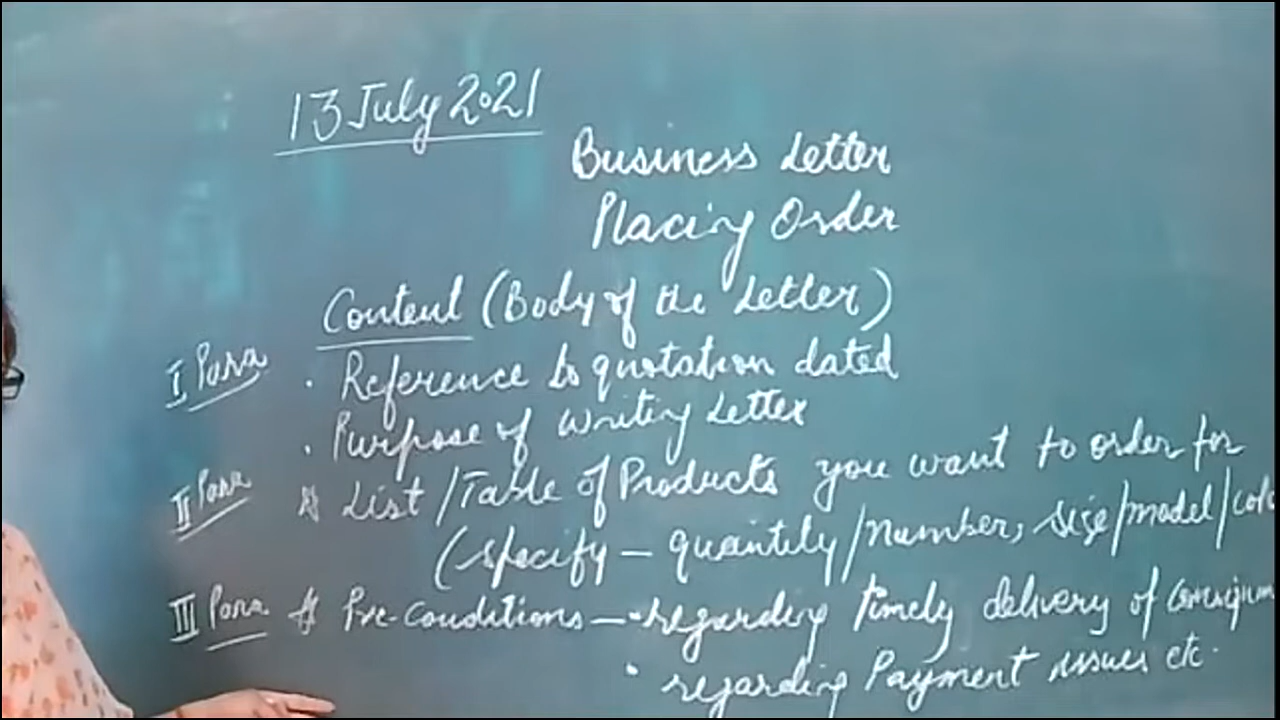 13 July 2021
Business Letter
Placing Order
Content (Body of the Letter)
I Para . Reference to quotation dated
. Purpose of writing Letter
II Para List/Table of Products you want to order for
(specify – quantity/Number, size/model/colo
III Para Pre-Conditions – • regarding timely delivery of consignm
• regarding Payment issues etc.